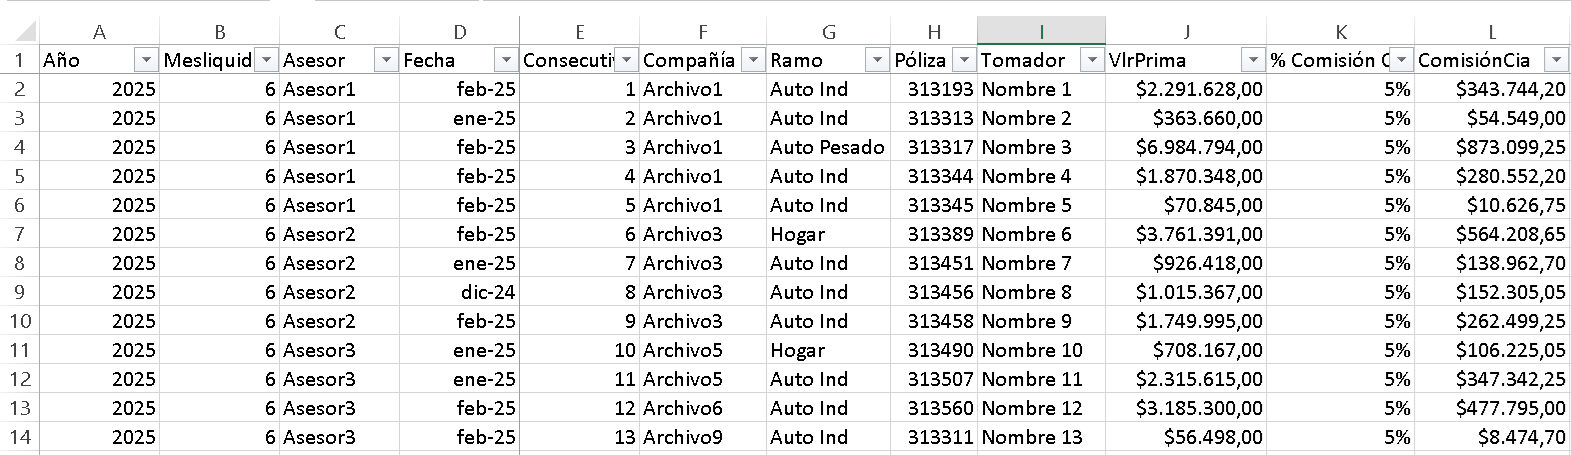 A B C D E F G H I J K L
1 Año Mesliquid Asesor Fecha Consecuti Compañía Ramo Póliza Tomador VlrPrima % Comisión C ComisiónCia
2 2025 6 Asesor1 feb-25 1 Archivo1 Auto Ind 313193 Nombre 1 $2.291.628,00 5% $343.744,20
3 2025 6 Asesor1 ene-25 2 Archivo1 Auto Ind 313313 Nombre 2 $363.660,00 5% $54.549,00
4 2025 6 Asesor1 feb-25 3 Archivo1 Auto Pesado 313317 Nombre 3 $6.984.794,00 5% $873.099,25
5 2025 6 Asesor1 feb-25 4 Archivo1 Auto Ind 313344 Nombre 4 $1.870.348,00 5% $280.552,20
6 2025 6 Asesor1 feb-25 5 Archivo1 Auto Ind 313345 Nombre 5 $70.845,00 5% $10.626,75
7 2025 6 Asesor2 feb-25 6 Archivo3 Hogar 313389 Nombre 6 $3.761.391,00 5% $564.208,65
8 2025 6 Asesor2 ene-25 7 Archivo3 Auto Ind 313451 Nombre 7 $926.418,00 5% $138.962,70
9 2025 6 Asesor2 dic-24 8 Archivo3 Auto Ind 313456 Nombre 8 $1.015.367,00 5% $152.305,05
10 2025 6 Asesor2 feb-25 9 Archivo3 Auto Ind 313458 Nombre 9 $1.749.995,00 5% $262.499,25
11 2025 6 Asesor3 ene-25 10 Archivo5 Hogar 313490 Nombre 10 $708.167,00 5% $106.225,05
12 2025 6 Asesor3 ene-25 11 Archivo5 Auto Ind 313507 Nombre 11 $2.315.615,00 5% $347.342,25
13 2025 6 Asesor3 feb-25 12 Archivo6 Auto Ind 313560 Nombre 12 $3.185.300,00 5% $477.795,00
14 2025 6 Asesor3 feb-25 13 Archivo9 Auto Ind 313311 Nombre 13 $56.498,00 5% $8.474,70